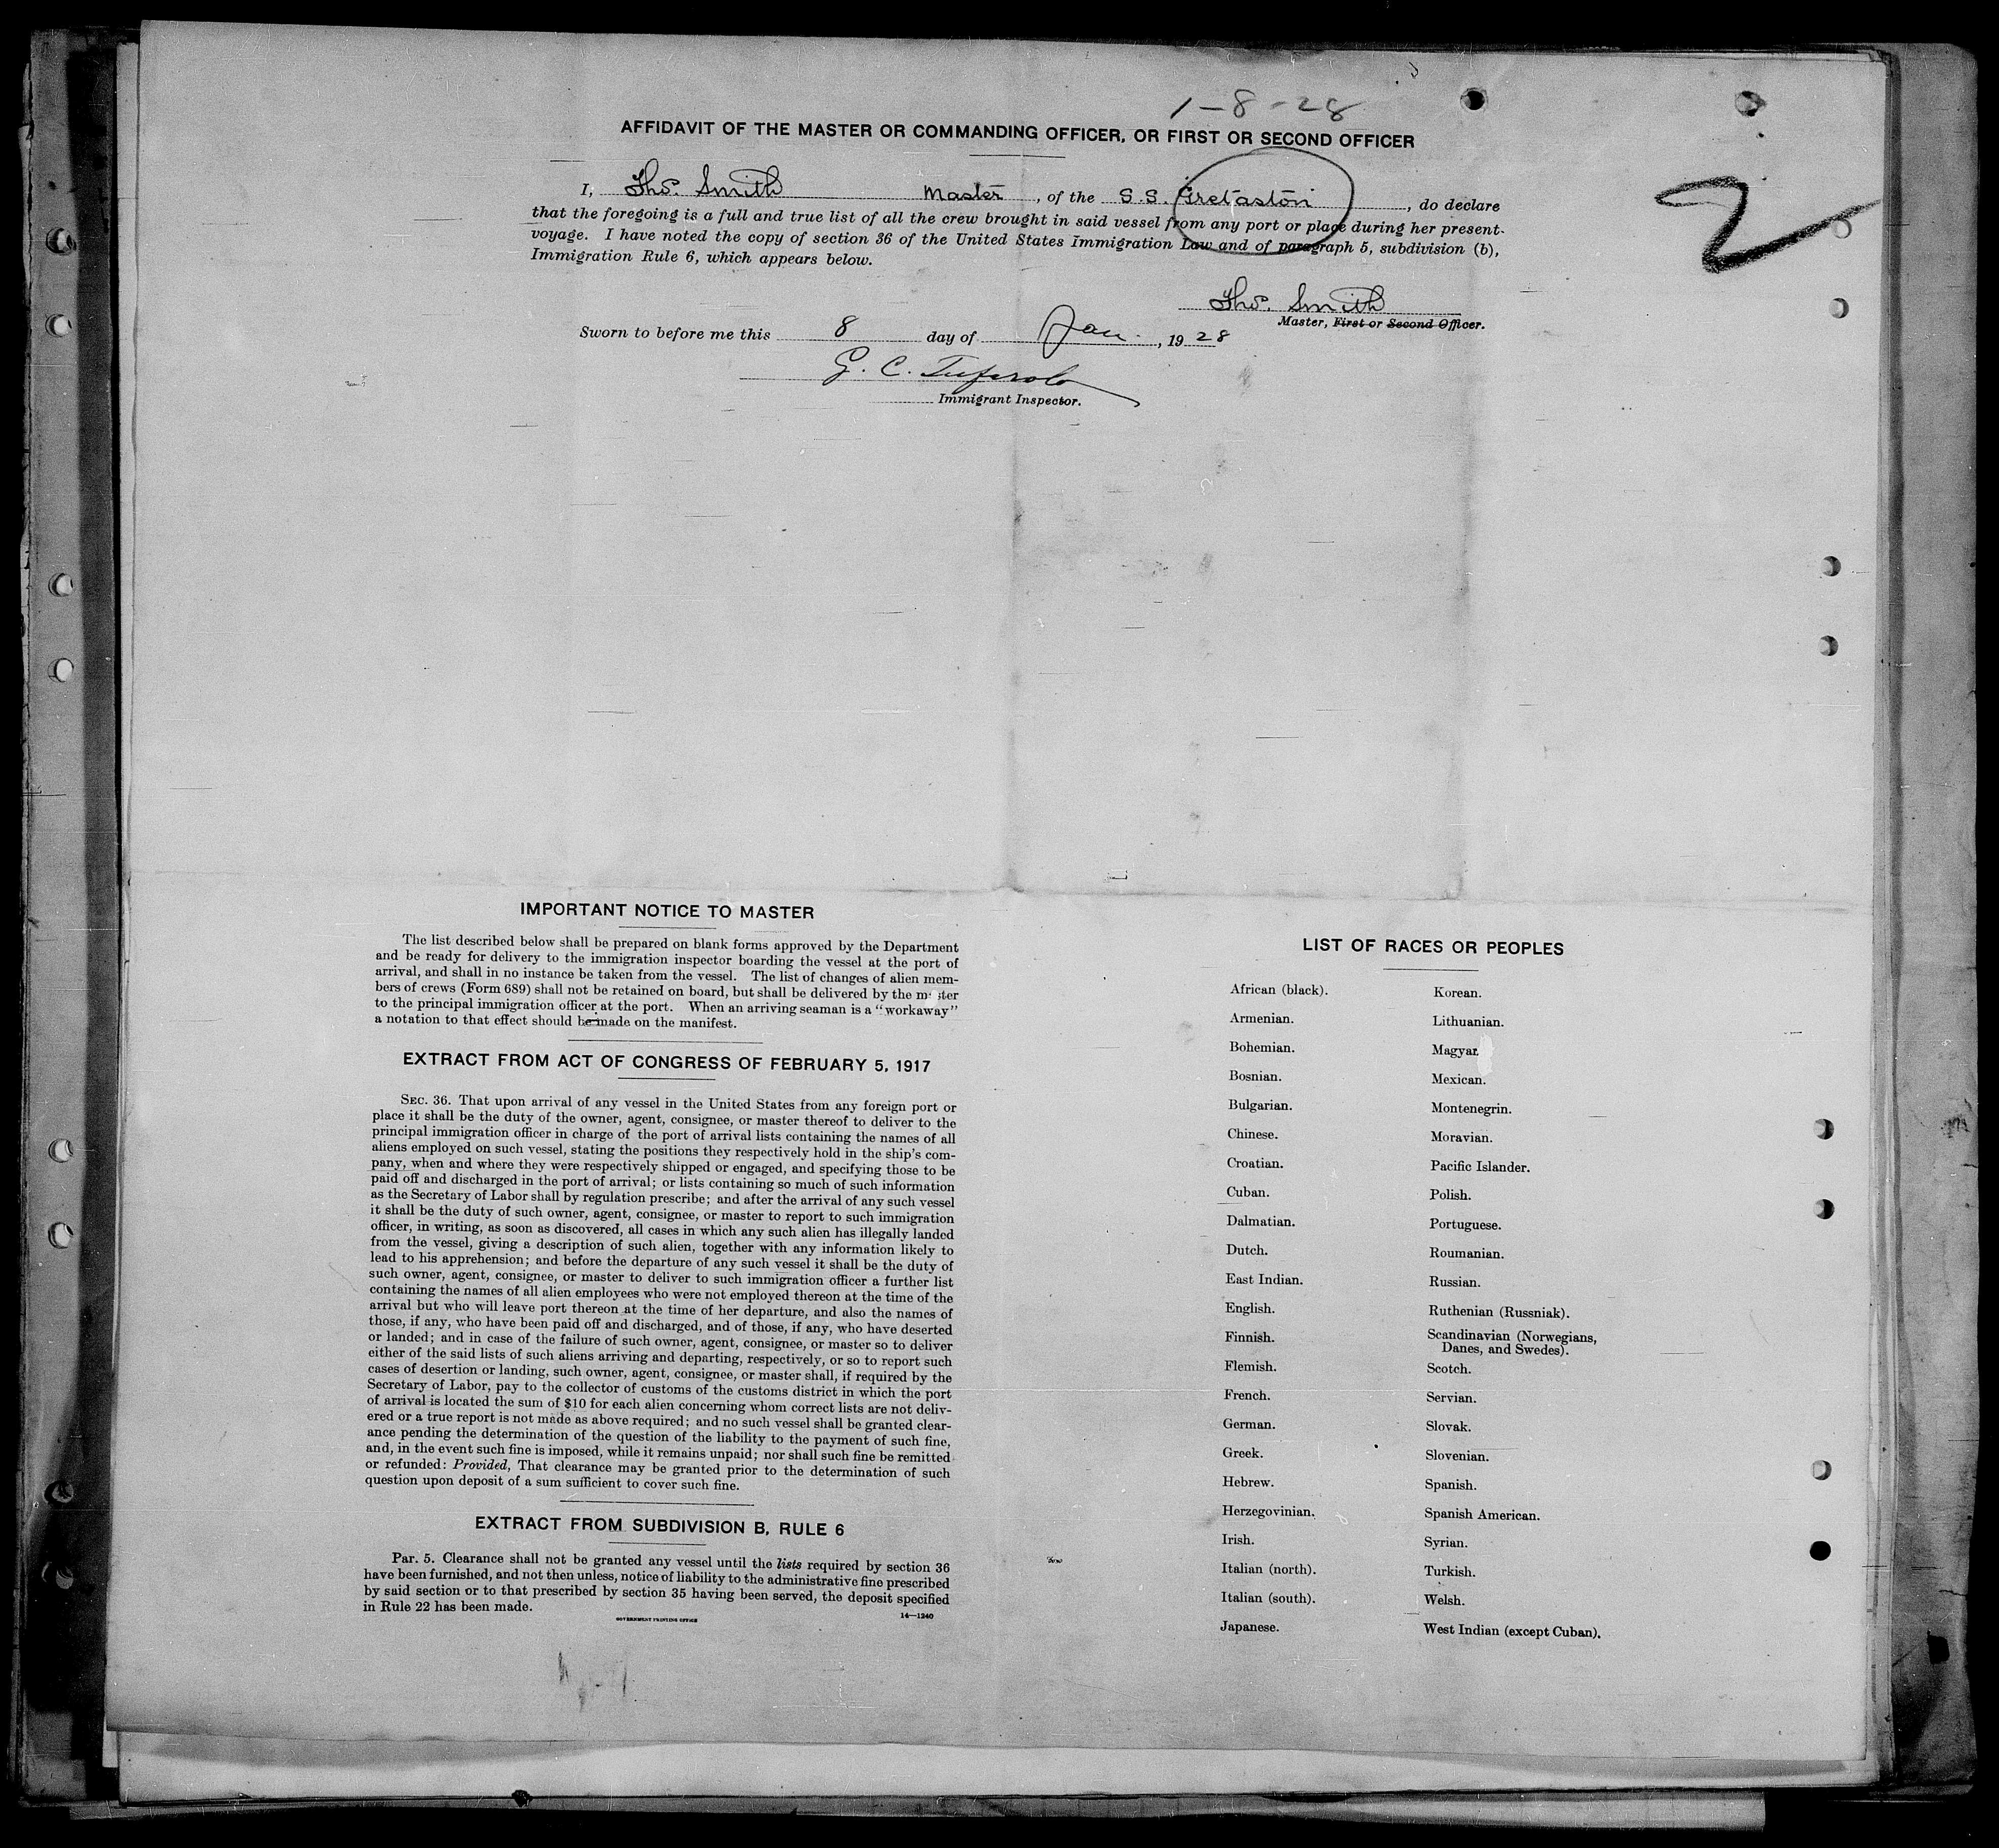 1-8-28
AFFIDAVIT OF THE MASTER OR COMMANDING OFFICER, OR FIRST OR SECOND OFFICER
I, Thos. Smith Master, of the S.S. Gretaston, do declare
that the foregoing is a full and true list of all the crew brought in said vessel from any port or place during her present
voyage. I have noted the copy of section 36 of the United States Immigration Law and of paragraph 5, subdivision (b),
Immigration Rule 6, which appears below.
2
Thos. Smith
Master, First or Second Officer.
Sworn to before me this 8 day of Jan., 1928
G. C.
Immigrant Inspector.
IMPORTANT NOTICE TO MASTER
The list described below shall be prepared on blank forms approved by the Department
and be ready for delivery to the immigration inspector boarding the vessel at the port of
arrival, and shall in no instance be taken from the vessel. The list of changes of alien mem-
bers of crews (Form 689) shall not be retained on board, but shall be delivered by the master
to the principal immigration officer at the port. When an arriving seaman is a "workaway"
a notation to that effect should be made on the manifest.
EXTRACT FROM ACT OF CONGRESS OF FEBRUARY 5, 1917
SEC. 36. That upon arrival of any vessel in the United States from any foreign port or
place it shall be the duty of the owner, agent, consignee, or master thereof to deliver to the
principal immigration officer in charge of the port of arrival lists containing the names of all
aliens employed on such vessel, stating the positions they respectively hold in the ship's com-
pany, when and where they were respectively shipped or engaged, and specifying those to be
paid off and discharged in the port of arrival; or lists containing so much of such information
as the Secretary of Labor shall by regulation prescribe; and after the arrival of any such vessel
it shall be the duty of such owner, agent, consignee, or master to report to such immigration
officer, in writing, as soon as discovered, all cases in which any such alien has illegally landed
from the vessel, giving a description of such alien, together with any information likely to
lead to his apprehension; and before the departure of any such vessel it shall be the duty of
such owner, agent, consignee, or master to deliver to such immigration officer a further list
containing the names of all alien employees who were not employed thereon at the time of the
arrival but who will leave port thereon at the time of her departure, and also the names of
those, if any, who have been paid off and discharged, and of those, if any, who have deserted
or landed; and in case of the failure of such owner, agent, consignee, or master so to deliver
either of the said lists of such aliens arriving and departing, respectively, or so to report such
cases of desertion or landing, such owner, agent, consignee, or master shall, if required by the
Secretary of Labor, pay to the collector of customs of the customs district in which the port
of arrival is located the sum of $10 for each alien concerning whom correct lists are not deliv-
ered or a true report is not made as above required; and no such vessel shall be granted clear-
ance pending the determination of the question of the liability to the payment of such fine,
and, in the event such fine is imposed, while it remains unpaid; nor shall such fine be remitted
or refunded: Provided, That clearance may be granted prior to the determination of such
question upon deposit of a sum sufficient to cover such fine.
EXTRACT FROM SUBDIVISION B, RULE 6
Par. 5. Clearance shall not be granted any vessel until the lists required by section 36
have been furnished, and not then unless, notice of liability to the administrative fine prescribed
by said section or to that prescribed by section 35 having been served, the deposit specified
in Rule 22 has been made.
GOVERNMENT PRINTING OFFICE 14—1240
LIST OF RACES OR PEOPLES
African (black).
Armenian.
Bohemian.
Bosnian.
Bulgarian.
Chinese.
Croatian.
Cuban.
Dalmatian.
Dutch.
East Indian.
English.
Finnish.
Flemish.
French.
German.
Greek.
Hebrew.
Herzegovinian.
Irish.
Italian (north).
Italian (south).
Japanese.
Korean.
Lithuanian.
Magyar.
Mexican.
Montenegrin.
Moravian.
Pacific Islander.
Polish.
Portuguese.
Roumanian.
Russian.
Ruthenian (Russniak).
Scandinavian (Norwegians,
Danes, and Swedes).
Scotch.
Servian.
Slovak.
Slovenian.
Spanish.
Spanish American.
Syrian.
Turkish.
Welsh.
West Indian (except Cuban).